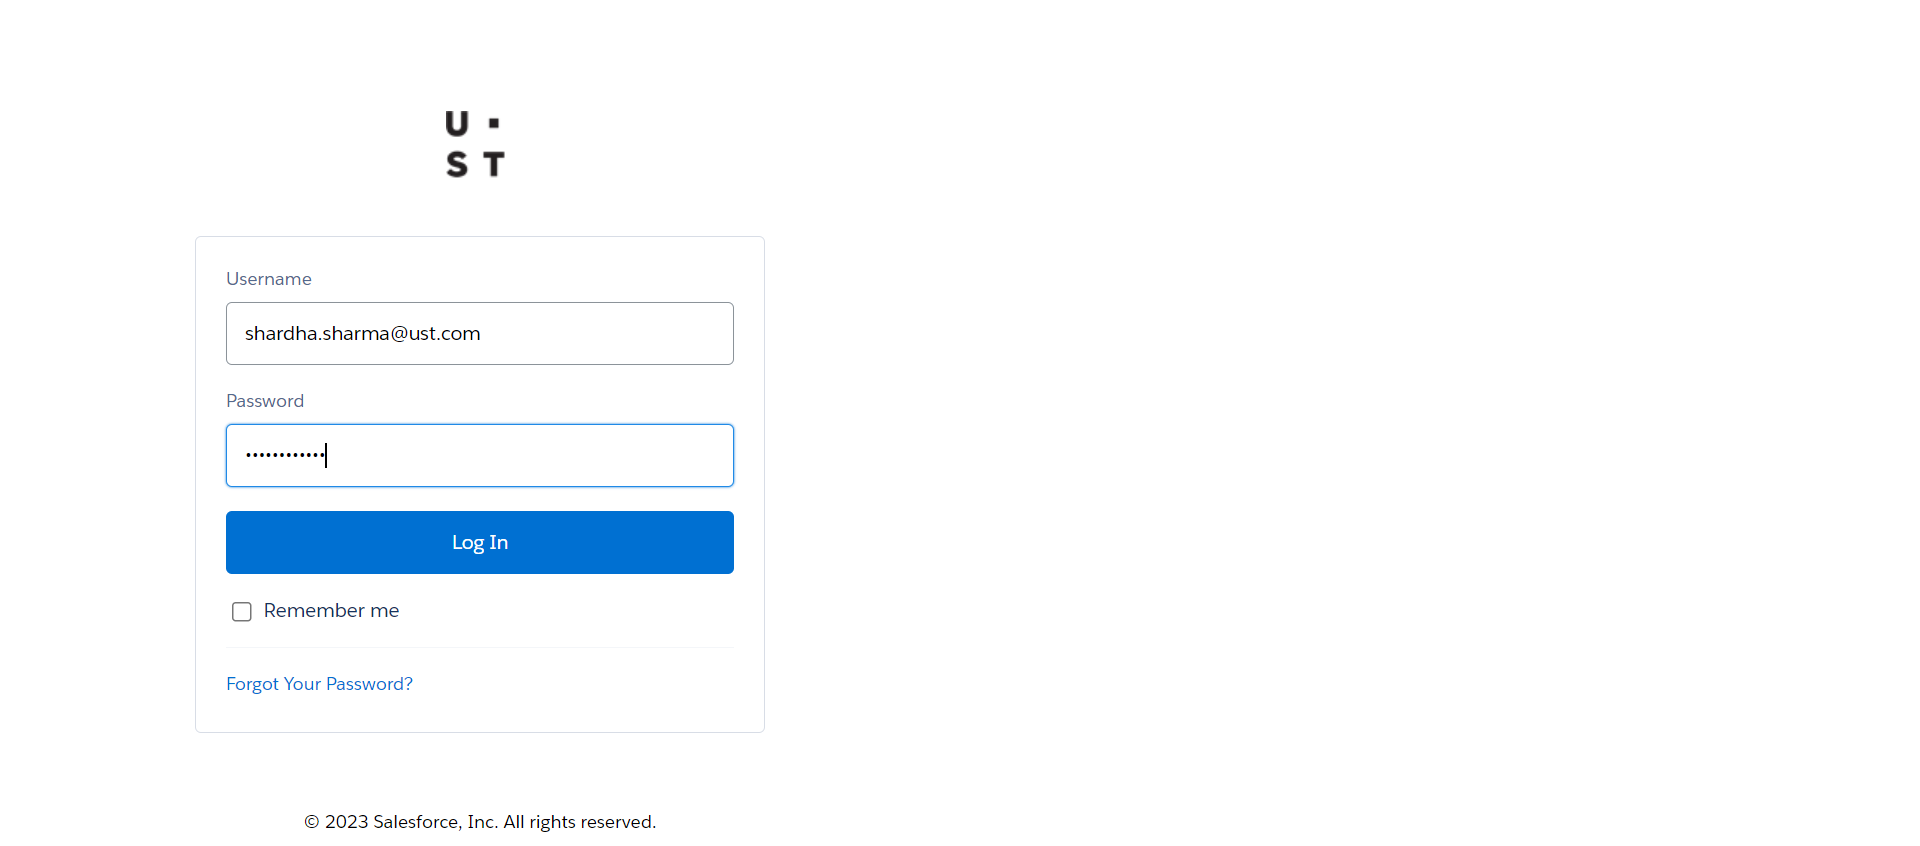 U ▪
S T
Username
shardha.sharma@ust.com
Password
••••••••••••
Log In
Remember me
Forgot Your Password?
© 2023 Salesforce, Inc. All rights reserved.